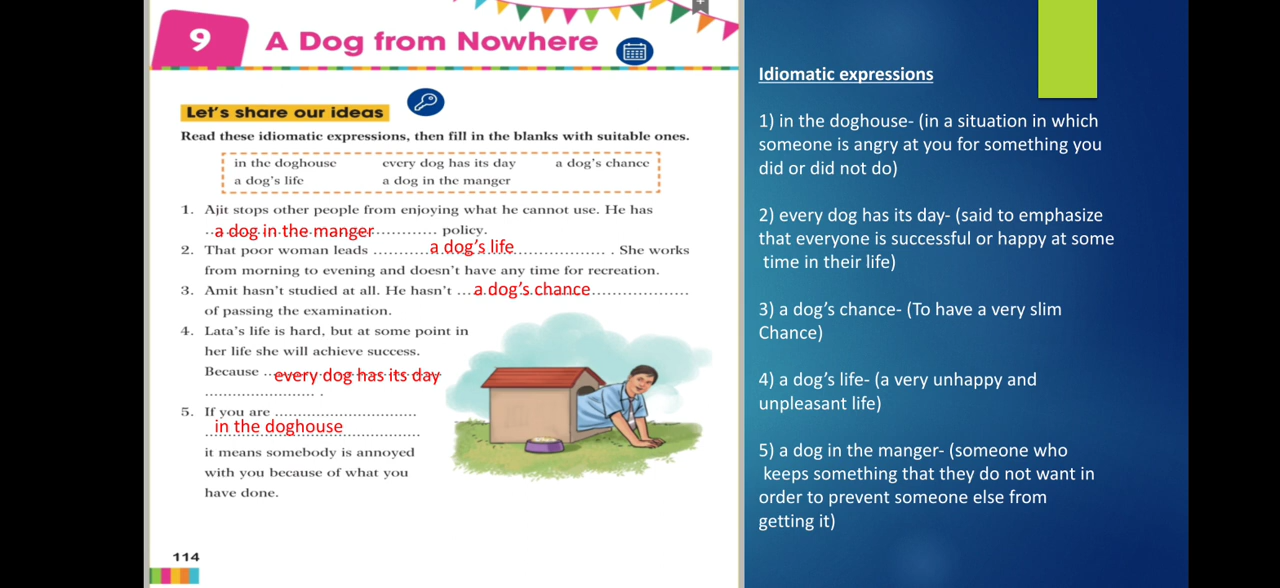 9
A Dog from Nowhere
Let's share our ideas
Read these idiomatic expressions, then fill in the blanks with suitable ones.
in the doghouse every dog has its day a dog's chance
a dog's life a dog in the manger
1. Ajit stops other people from enjoying what he cannot use. He has
...a dog in the manger............ policy.
2. That poor woman leads ...........a dog's life.................. . She works
from morning to evening and doesn't have any time for recreation.
3. Amit hasn't studied at all. He hasn't ...a dog's chance...................
of passing the examination.
4. Lata's life is hard, but at some point in
her life she will achieve success.
Because ...every dog has its day
...................... .
5. If you are ............................
in the doghouse..................
it means somebody is annoyed
with you because of what you
have done.
114
Idiomatic expressions
1) in the doghouse- (in a situation in which
someone is angry at you for something you
did or did not do)
2) every dog has its day- (said to emphasize
that everyone is successful or happy at some
time in their life)
3) a dog's chance- (To have a very slim
Chance)
4) a dog's life- (a very unhappy and
unpleasant life)
5) a dog in the manger- (someone who
keeps something that they do not want in
order to prevent someone else from
getting it)